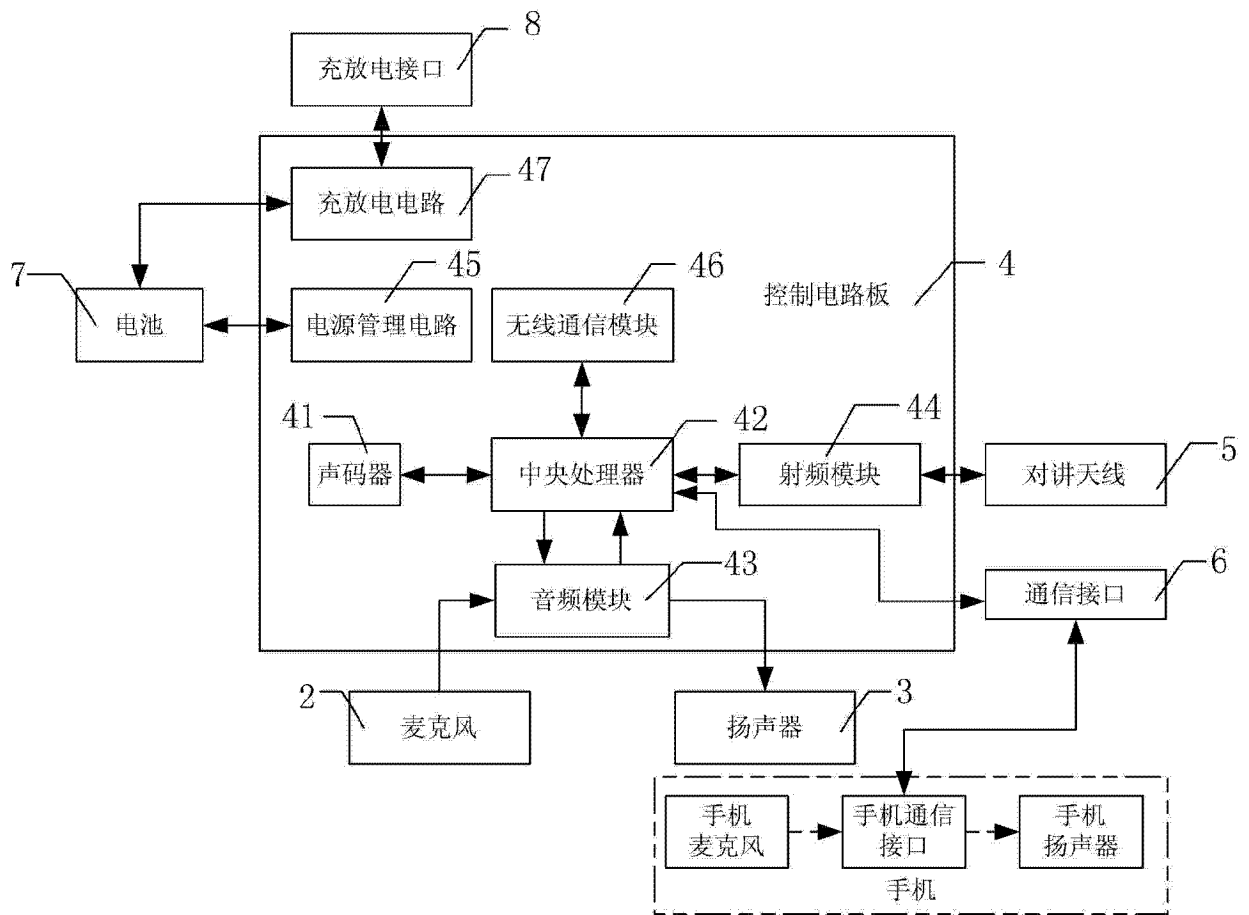 8
充放电接口
47
充放电电路
7
45
46
4
控制电路板
电池
电源管理电路
无线通信模块
41
42
44
5
声码器
中央处理器
射频模块
对讲天线
43
6
音频模块
通信接口
2
3
麦克风
扬声器
手机
麦克风
手机通信
接口
手机
扬声器
手机